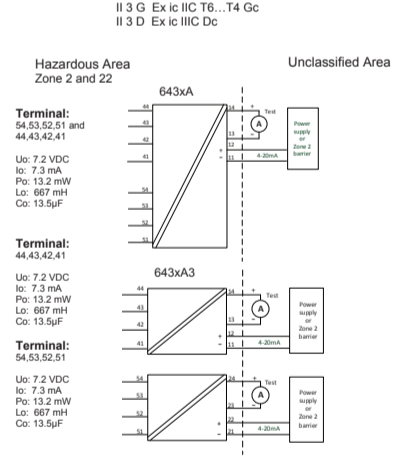 II 3 G Ex ic IIC T6...T4 Gc
II 3 D Ex ic IIIC Dc
Hazardous Area
Zone 2 and 22
Unclassified Area
643xA
Terminal:
54,53,52,51 and
44,43,42,41
Uo: 7.2 VDC
Io: 7.3 mA
Po: 13.2 mW
Lo: 667 mH
Co: 13.5µF
44
43
42
41
54
53
52
51
14
13
12
11
+
-
+
-
Test
A
4-20mA
Power
supply
or
Zone 2
barrier
Terminal:
44,43,42,41
Uo: 7.2 VDC
Io: 7.3 mA
Po: 13.2 mW
Lo: 667 mH
Co: 13.5µF
643xA3
44
43
42
41
14
13
12
11
+
-
+
-
Test
A
4-20mA
Power
supply
or
Zone 2
barrier
Terminal:
54,53,52,51
Uo: 7.2 VDC
Io: 7.3 mA
Po: 13.2 mW
Lo: 667 mH
Co: 13.5µF
54
53
52
51
24
23
22
21
+
-
+
-
Test
A
4-20mA
Power
supply
or
Zone 2
barrier